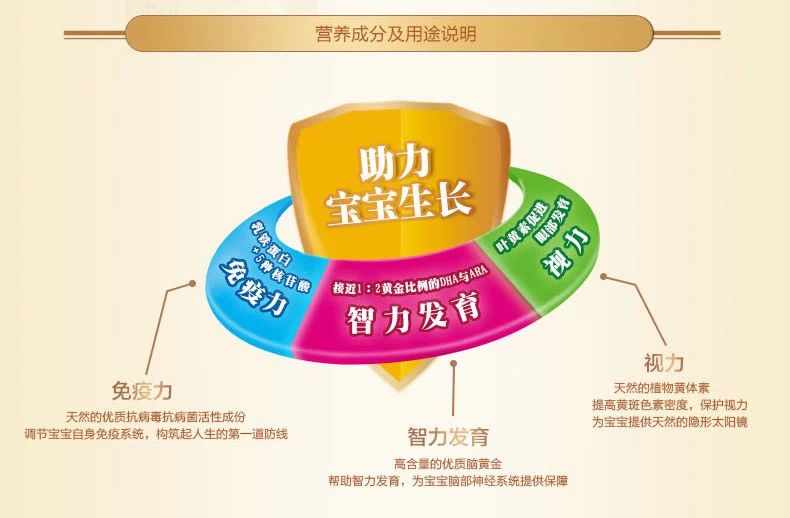 营养成分及用途说明
助力
宝宝生长
乳铁蛋白
+5种核苷酸
免疫力
接近1：2黄金比例的DHA与ARA
智力发育
叶黄素促进
眼部发育
视力
免疫力
天然的优质抗病毒抗病菌活性成份
调节宝宝自身免疫系统，构筑起人生的第一道防线
智力发育
高含量的优质脑黄金
帮助智力发育，为宝宝脑部神经系统提供保障
视力
天然的植物黄体素
提高黄斑色素密度，保护视力
为宝宝提供天然的隐形太阳镜